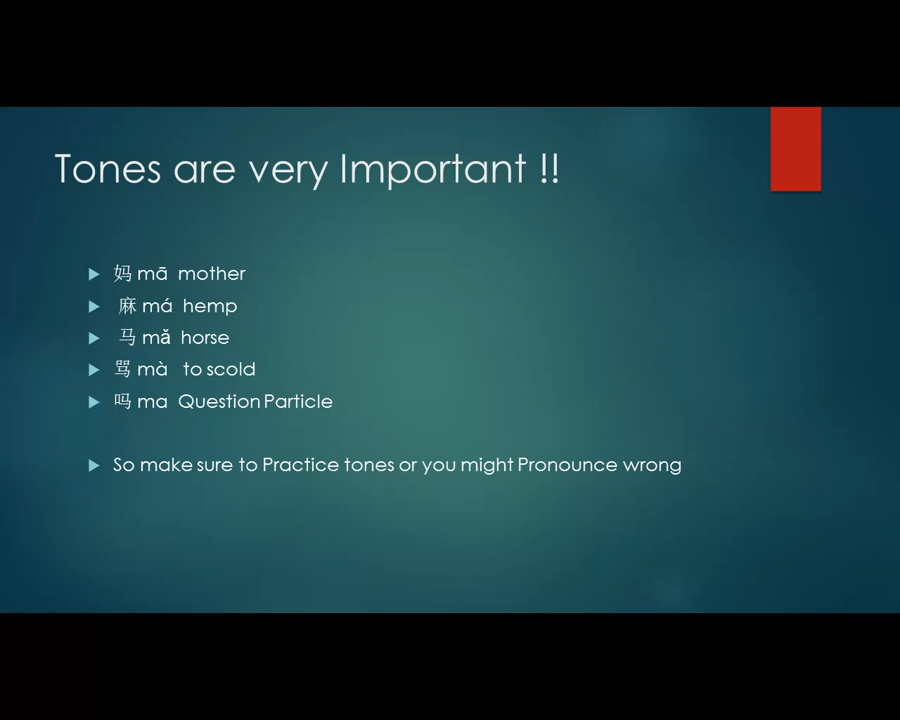 Tones are very Important !!
妈 mā mother
麻 má hemp
马 mǎ horse
骂 mà to scold
吗 ma Question Particle
So make sure to Practice tones or you might Pronounce wrong